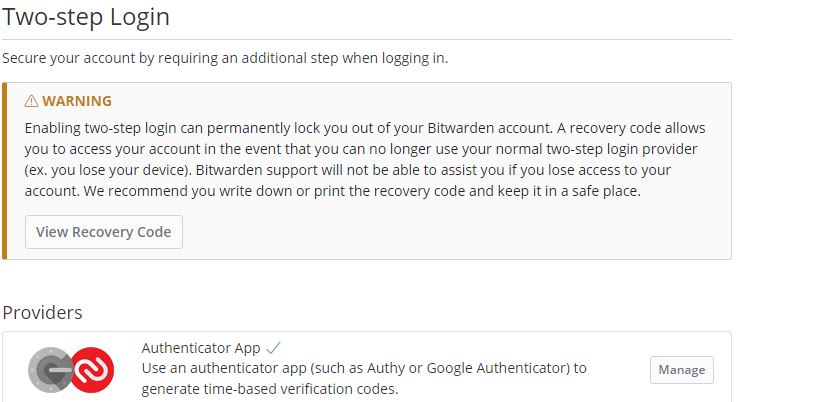 Two-step Login
Secure your account by requiring an additional step when logging in.
WARNING
Enabling two-step login can permanently lock you out of your Bitwarden account. A recovery code allows
you to access your account in the event that you can no longer use your normal two-step login provider
(ex. you lose your device). Bitwarden support will not be able to assist you if you lose access to your
account. We recommend you write down or print the recovery code and keep it in a safe place.
View Recovery Code
Providers
Authenticator App
Use an authenticator app (such as Authy or Google Authenticator) to
generate time-based verification codes.
Manage